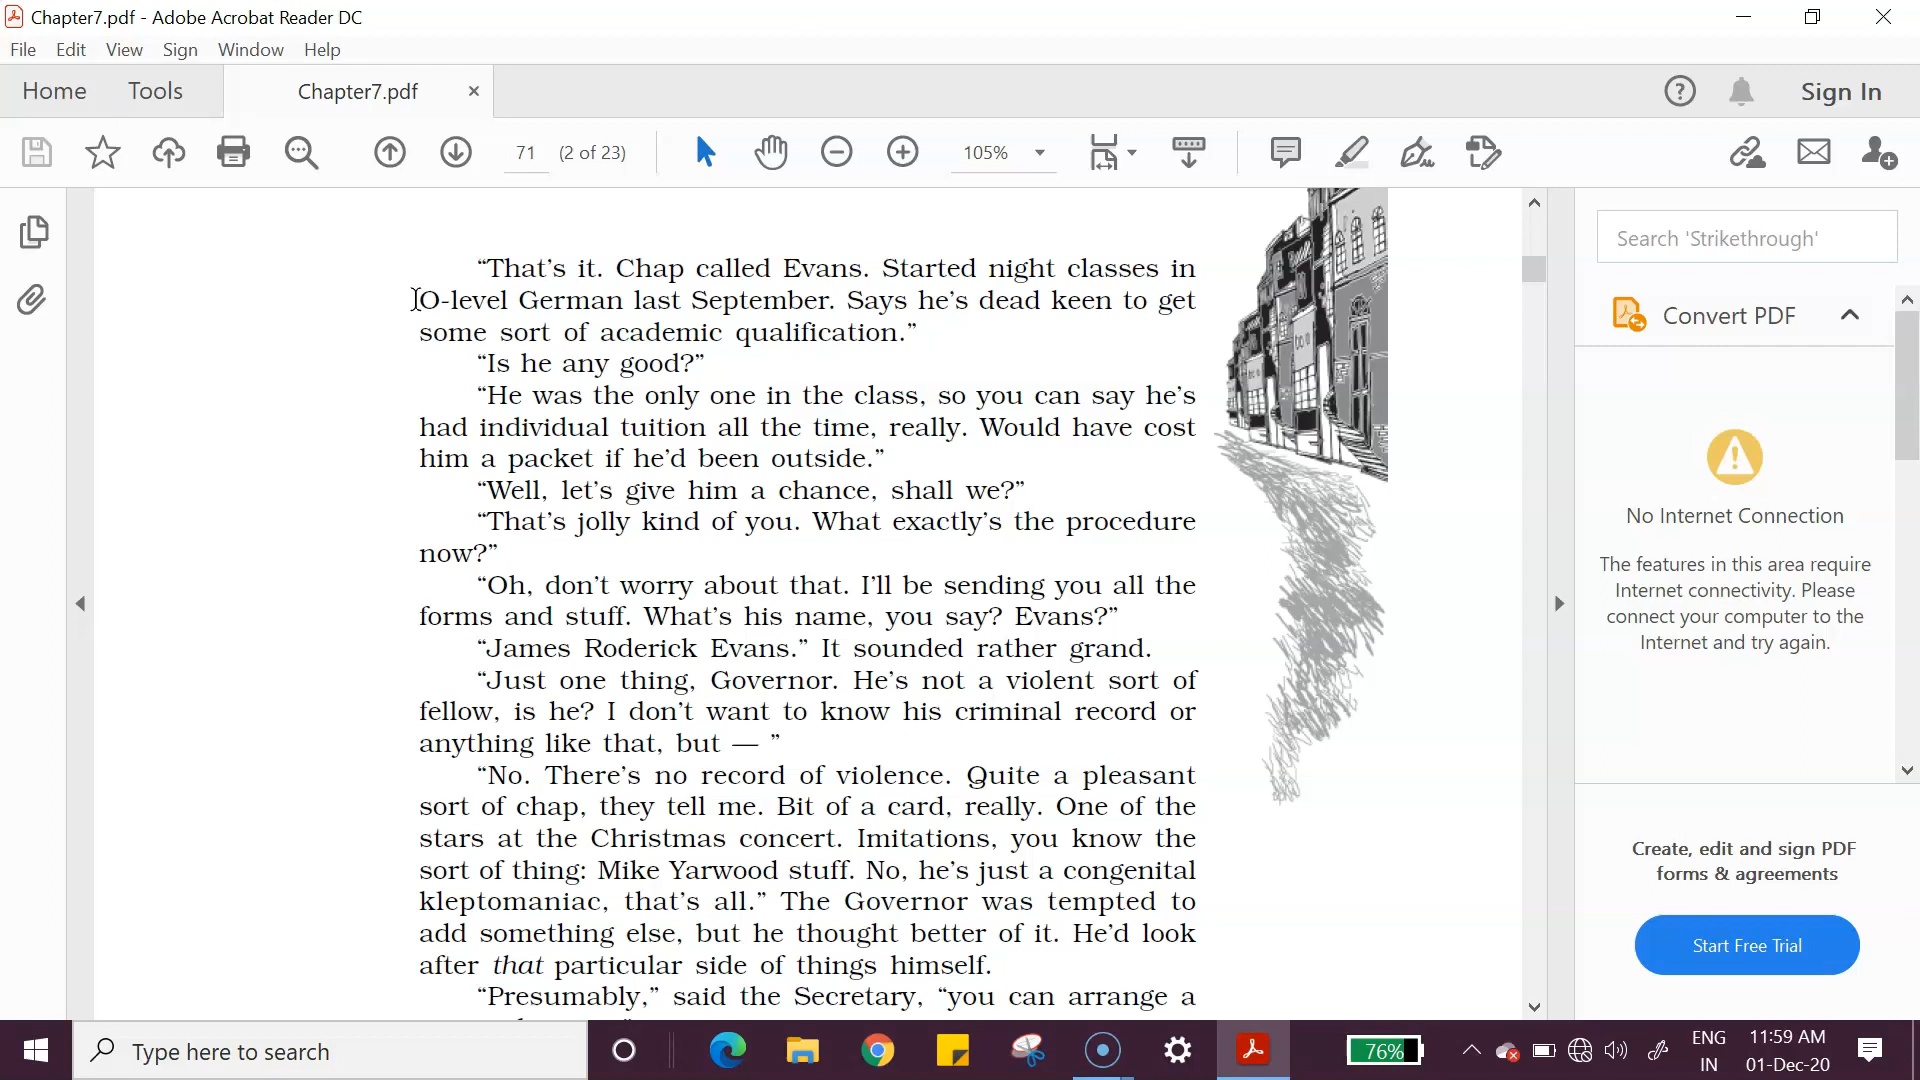 Chapter7.pdf - Adobe Acrobat Reader DC
File Edit View Sign Window Help
Home Tools Chapter7.pdf × Sign In
71 (2 of 23) 105%
Search 'Strikethrough'
Convert PDF
No Internet Connection
The features in this area require
Internet connectivity. Please
connect your computer to the
Internet and try again.
Create, edit and sign PDF
forms & agreements
Start Free Trial
“That’s it. Chap called Evans. Started night classes in
O-level German last September. Says he’s dead keen to get
some sort of academic qualification.”
“Is he any good?”
“He was the only one in the class, so you can say he’s
had individual tuition all the time, really. Would have cost
him a packet if he’d been outside.”
“Well, let’s give him a chance, shall we?”
“That’s jolly kind of you. What exactly’s the procedure
now?”
“Oh, don’t worry about that. I’ll be sending you all the
forms and stuff. What’s his name, you say? Evans?”
“James Roderick Evans.” It sounded rather grand.
“Just one thing, Governor. He’s not a violent sort of
fellow, is he? I don’t want to know his criminal record or
anything like that, but — ”
“No. There’s no record of violence. Quite a pleasant
sort of chap, they tell me. Bit of a card, really. One of the
stars at the Christmas concert. Imitations, you know the
sort of thing: Mike Yarwood stuff. No, he’s just a congenital
kleptomaniac, that’s all.” The Governor was tempted to
add something else, but he thought better of it. He’d look
after that particular side of things himself.
“Presumably,” said the Secretary, “you can arrange a
Type here to search
76%
ENG
IN
11:59 AM
01-Dec-20